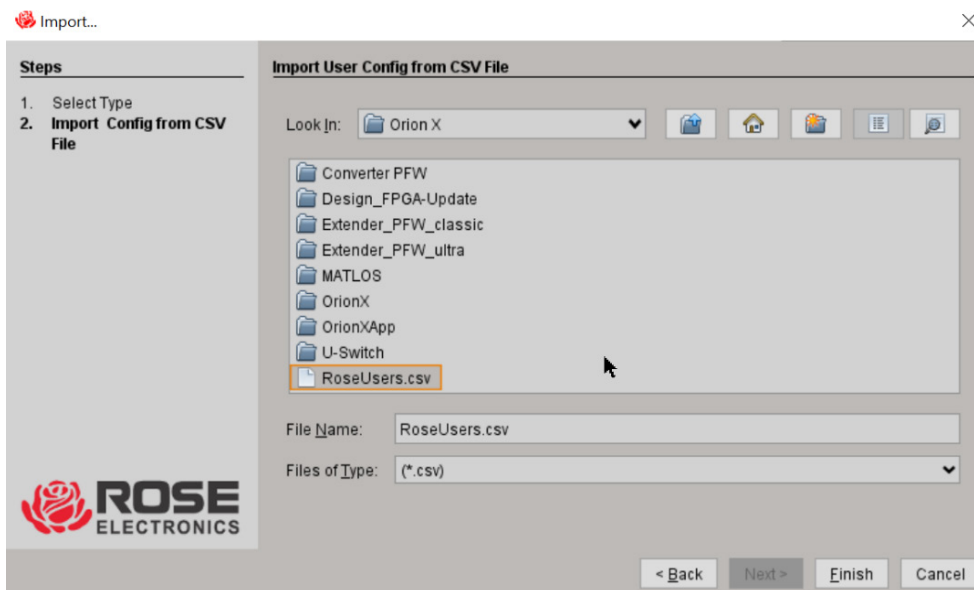 Import...
Steps
1. Select Type
2. Import Config from CSV
File
Import User Config from CSV File
Look In: Orion X
Converter PFW
Design_FPGA-Update
Extender_PFW_classic
Extender_PFW_ultra
MATLOS
OrionX
OrionXApp
U-Switch
RoseUsers.csv
File Name: RoseUsers.csv
Files of Type: (*.csv)
ROSE
ELECTRONICS
< Back Next > Finish Cancel